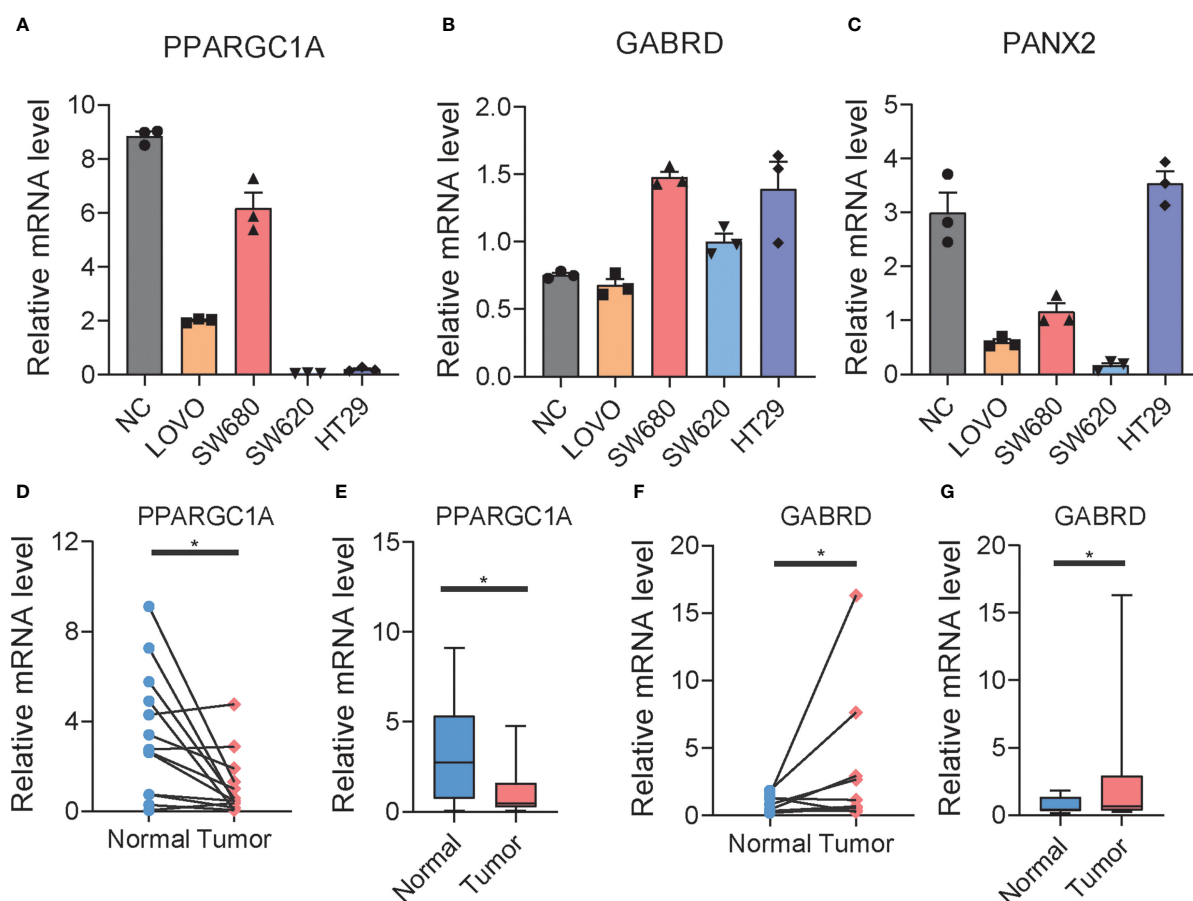 A
PPARGC1A
Relative mRNA level
10
8
6
4
2
0
NC
LOVO
SW680
SW620
HT29
B
GABRD
Relative mRNA level
2.0
1.5
1.0
0.5
0.0
NC
LOVO
SW680
SW620
HT29
C
PANX2
Relative mRNA level
5
4
3
2
1
0
NC
LOVO
SW680
SW620
HT29
D
PPARGC1A
*
Relative mRNA level
12
8
4
0
Normal Tumor
E
PPARGC1A
*
Relative mRNA level
15
10
5
0
Normal
Tumor
F
GABRD
*
Relative mRNA level
20
15
10
5
0
Normal Tumor
G
GABRD
*
Relative mRNA level
20
15
10
5
0
Normal
Tumor